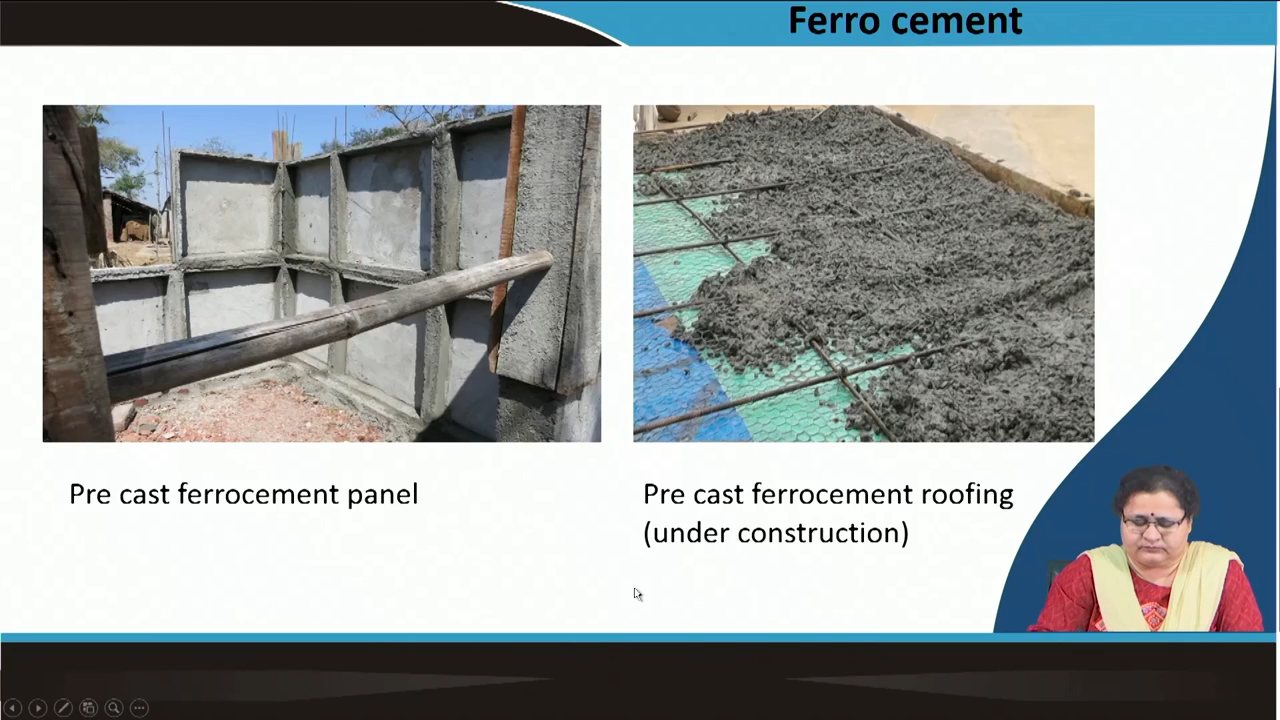 Ferro cement
Pre cast ferrocement panel
Pre cast ferrocement roofing
(under construction)